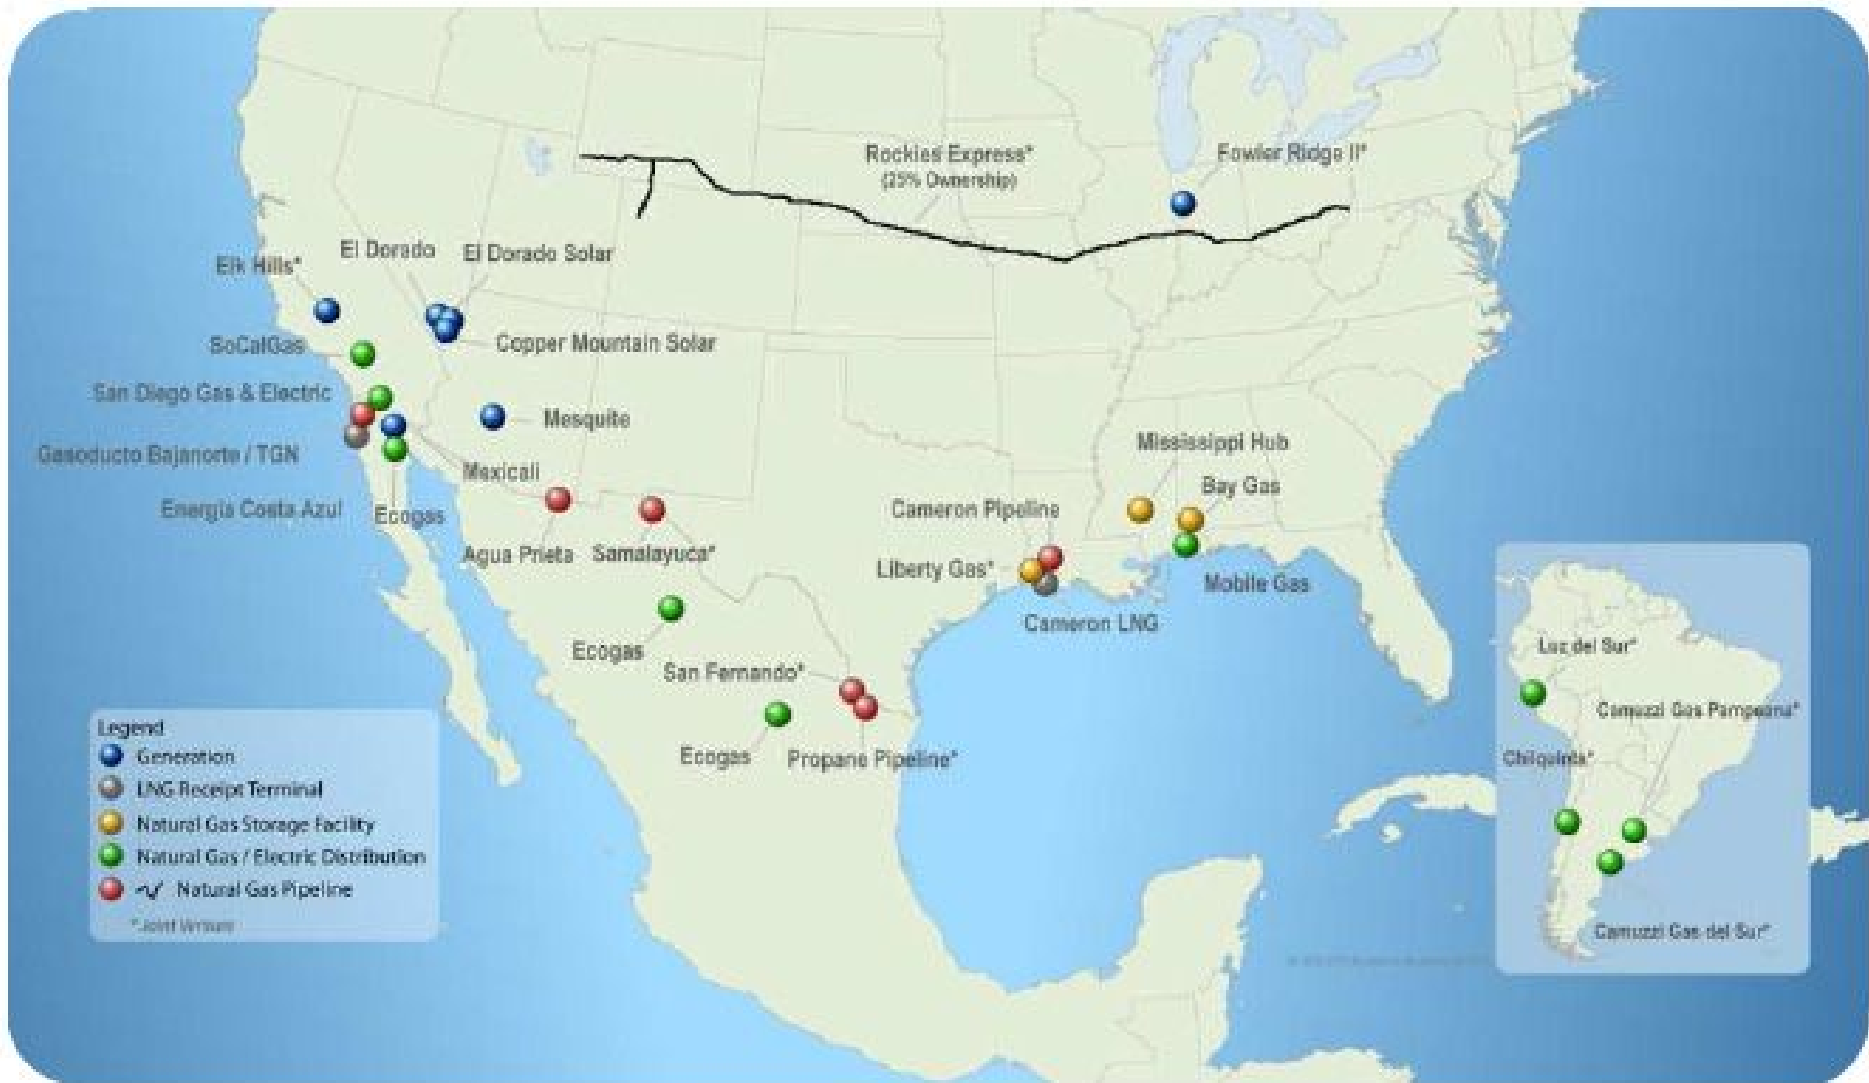 Rockies Express*
(25% Ownership)
Fowler Ridge II*
El Dorado
El Dorado Solar
Elk Hills*
SoCalGas
Copper Mountain Solar
San Diego Gas & Electric
Mesquite
Gasoducto Bajanorte / TGN
Mexicali
Energia Costa Azul
Ecogas
Agua Prieta
Samalayuca*
Mississippi Hub
Bay Gas
Cameron Pipeline
Liberty Gas*
Mobile Gas
Cameron LNG
Ecogas
San Fernando*
Ecogas
Propane Pipeline*
Luz del Sur*
Camuzzi Gas Pampeana*
Chilquinta*
Camuzzi Gas del Sur*
Legend
Generation
LNG Receipt Terminal
Natural Gas Storage Facility
Natural Gas / Electric Distribution
Natural Gas Pipeline
* Joint Venture